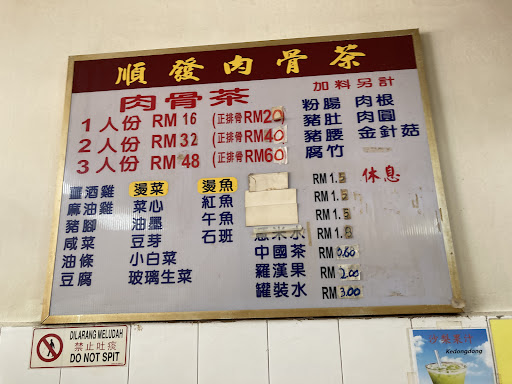 順發肉骨茶
肉骨茶
1人份 RM 16 (正排骨 RM20)
2人份 RM 32 (正排骨 RM40)
3人份 RM 48 (正排骨 RM60)
加料另計
粉腸 肉根
豬肚 肉圓
豬腰 金針菇
腐竹
休息
薑酒雞
麻油雞
豬腳
咸菜
油條
豆腐
燙菜
菜心
油墨
豆芽
小白菜
玻璃生菜
燙魚
紅魚
午魚
石班
RM 1.5
RM 1.5
RM 1.5
薏米水 RM 1.8
中國茶 RM 0.60
羅漢果 RM 2.00
罐裝水 RM 3.00
DILARANG MELUDAH
禁止吐痰
DO NOT SPIT
Kedongdong